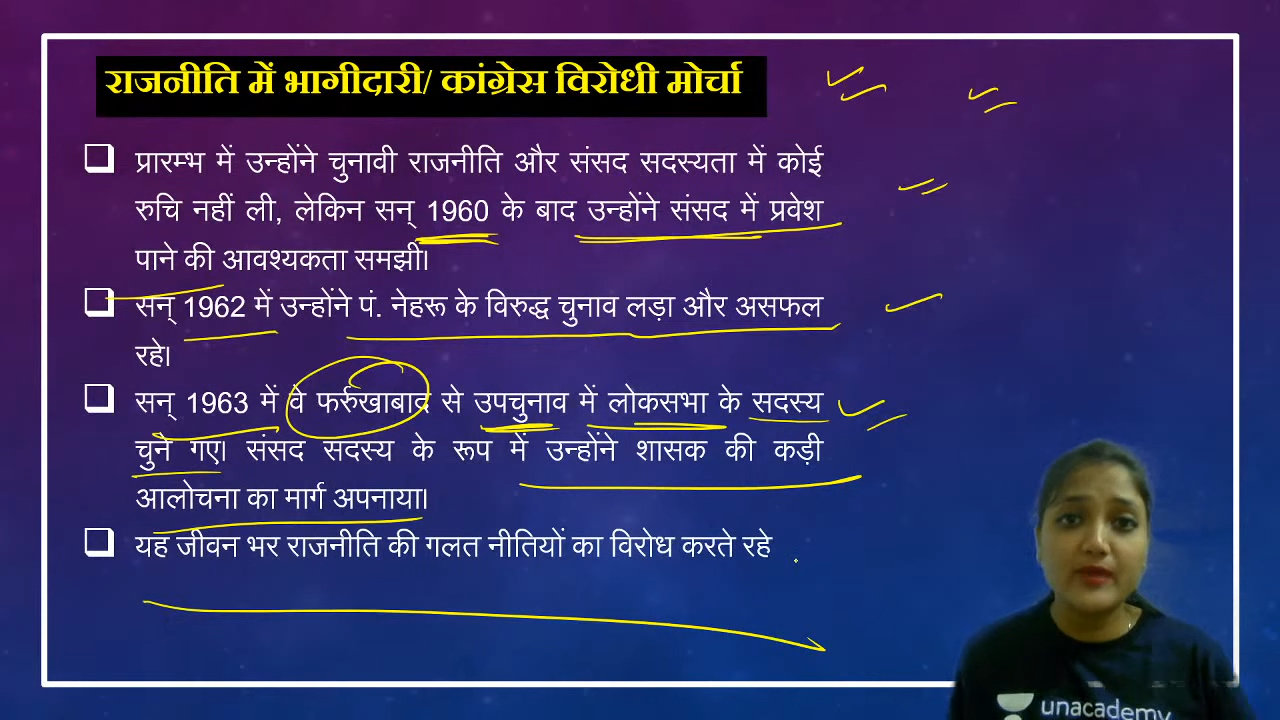 राजनीति में भागीदारी/ कांग्रेस विरोधी मोर्चा
प्रारम्भ में उन्होंने चुनावी राजनीति और संसद सदस्यता में कोई
रुचि नहीं ली, लेकिन सन् 1960 के बाद उन्होंने संसद में प्रवेश
पाने की आवश्यकता समझी।
सन् 1962 में उन्होंने पं. नेहरू के विरुद्ध चुनाव लड़ा और असफल
रहे।
सन् 1963 में वे फर्रुखाबाद से उपचुनाव में लोकसभा के सदस्य
चुने गए। संसद सदस्य के रूप में उन्होंने शासक की कड़ी
आलोचना का मार्ग अपनाया।
यह जीवन भर राजनीति की गलत नीतियों का विरोध करते रहे
unacademy